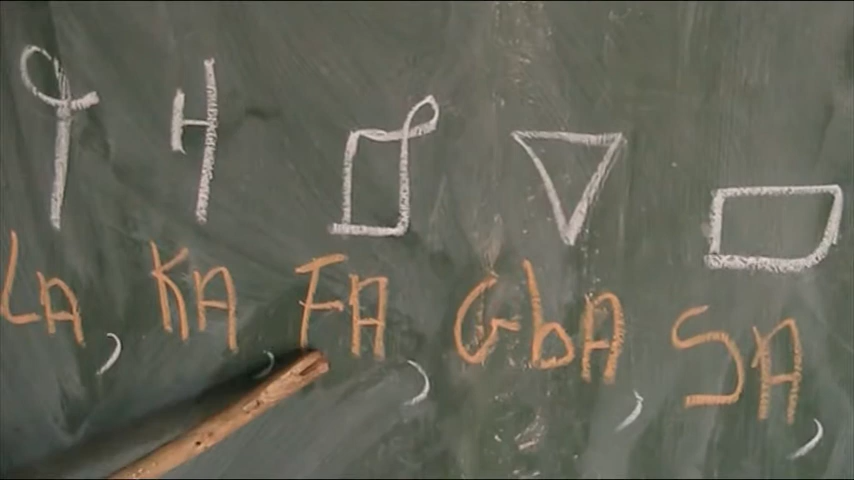 ߛ ߜ ߝ ߞ ߟ
LA, KA, FA, GbA, SA,